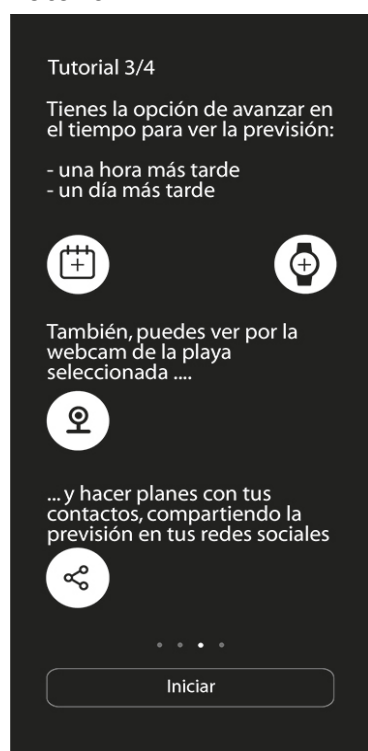 Tutorial 3/4
Tienes la opción de avanzar en
el tiempo para ver la previsión:
- una hora más tarde
- un día más tarde
También, puedes ver por la
webcam de la playa
seleccionada ....
... y hacer planes con tus
contactos, compartiendo la
previsión en tus redes sociales
Iniciar